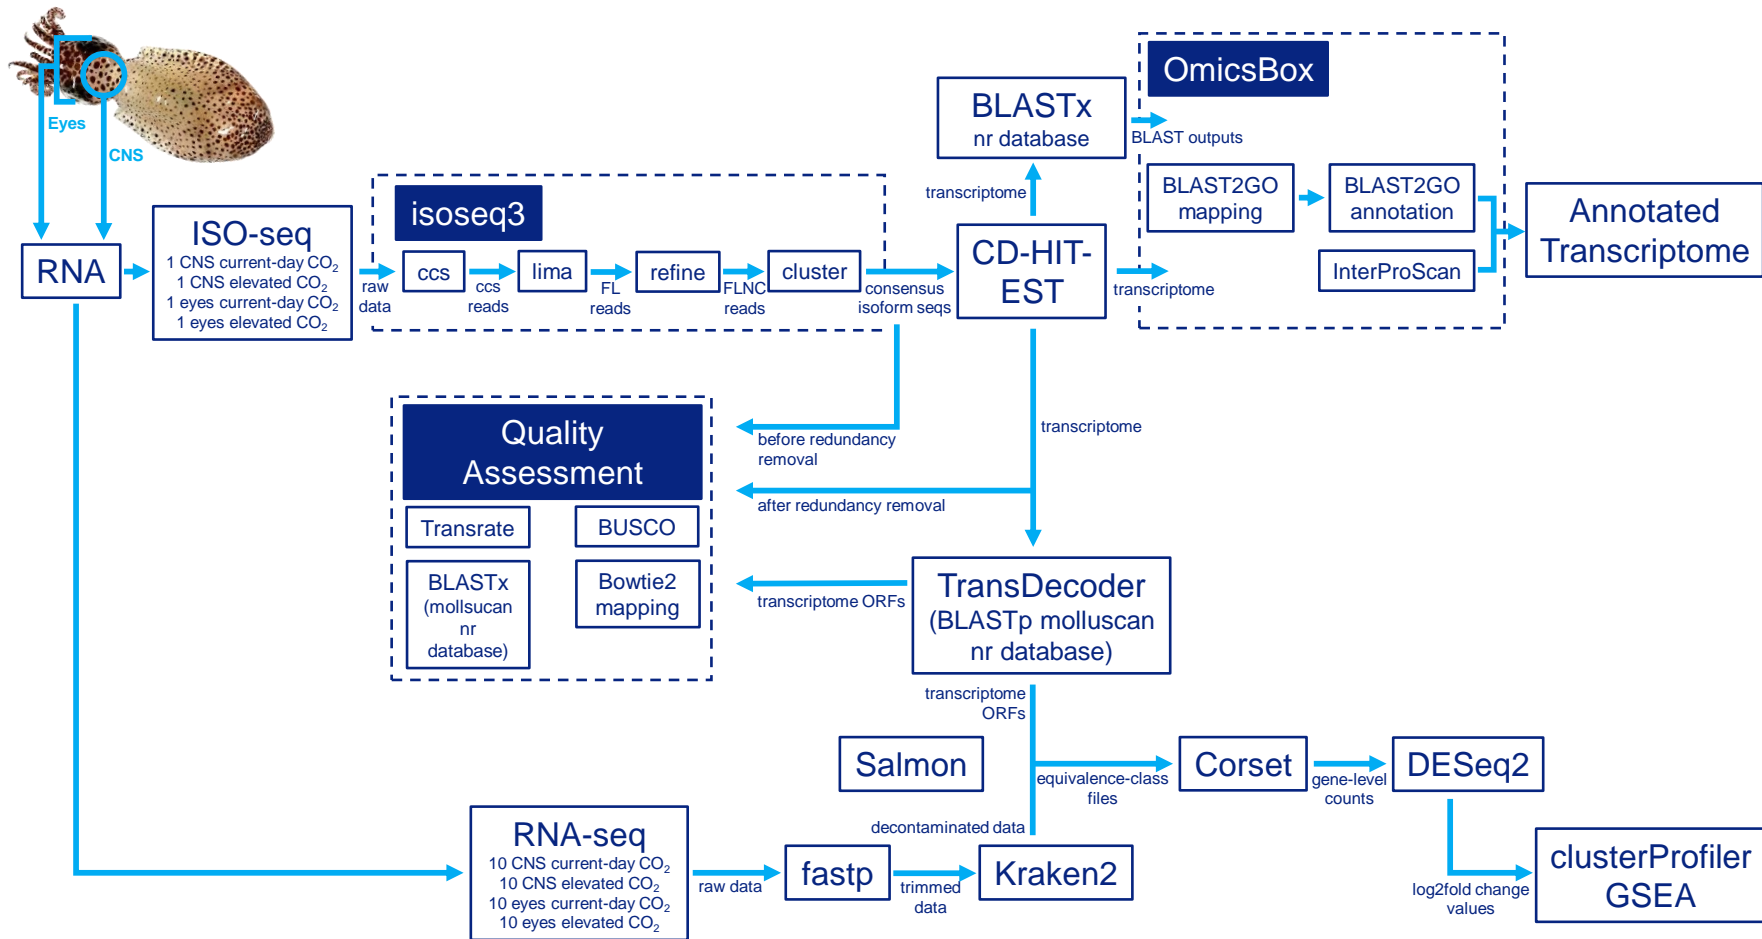 Eyes
CNS
RNA
ISO-seq
1 CNS current-day CO₂
1 CNS elevated CO₂
1 eyes current-day CO₂
1 eyes elevated CO₂
raw
data
isoseq3
ccs
ccs
reads
lima
FL
reads
refine
FLNC
reads
cluster
consensus
isoform seqs
CD-HIT-
EST
transcriptome
BLASTx
nr database
BLAST outputs
transcriptome
OmicsBox
BLAST2GO
mapping
BLAST2GO
annotation
InterProScan
Annotated
Transcriptome
Quality
Assessment
before redundancy
removal
after redundancy removal
transcriptome
Transrate
BUSCO
BLASTx
(mollsucan
nr
database)
Bowtie2
mapping
transcriptome ORFs
TransDecoder
(BLASTp molluscan
nr database)
transcriptome
ORFs
Salmon
equivalence-class
files
Corset
gene-level
counts
DESeq2
log2fold change
values
clusterProfiler
GSEA
RNA-seq
10 CNS current-day CO₂
10 CNS elevated CO₂
10 eyes current-day CO₂
10 eyes elevated CO₂
raw data
fastp
trimmed
data
Kraken2
decontaminated data